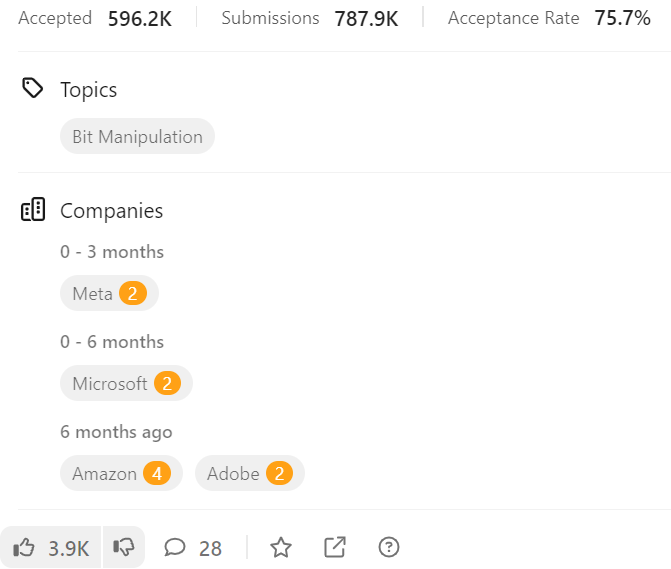 Accepted 596.2K Submissions 787.9K Acceptance Rate 75.7%
Topics
Bit Manipulation
Companies
0 - 3 months
Meta 2
0 - 6 months
Microsoft 2
6 months ago
Amazon 4 Adobe 2
3.9K 28 ?